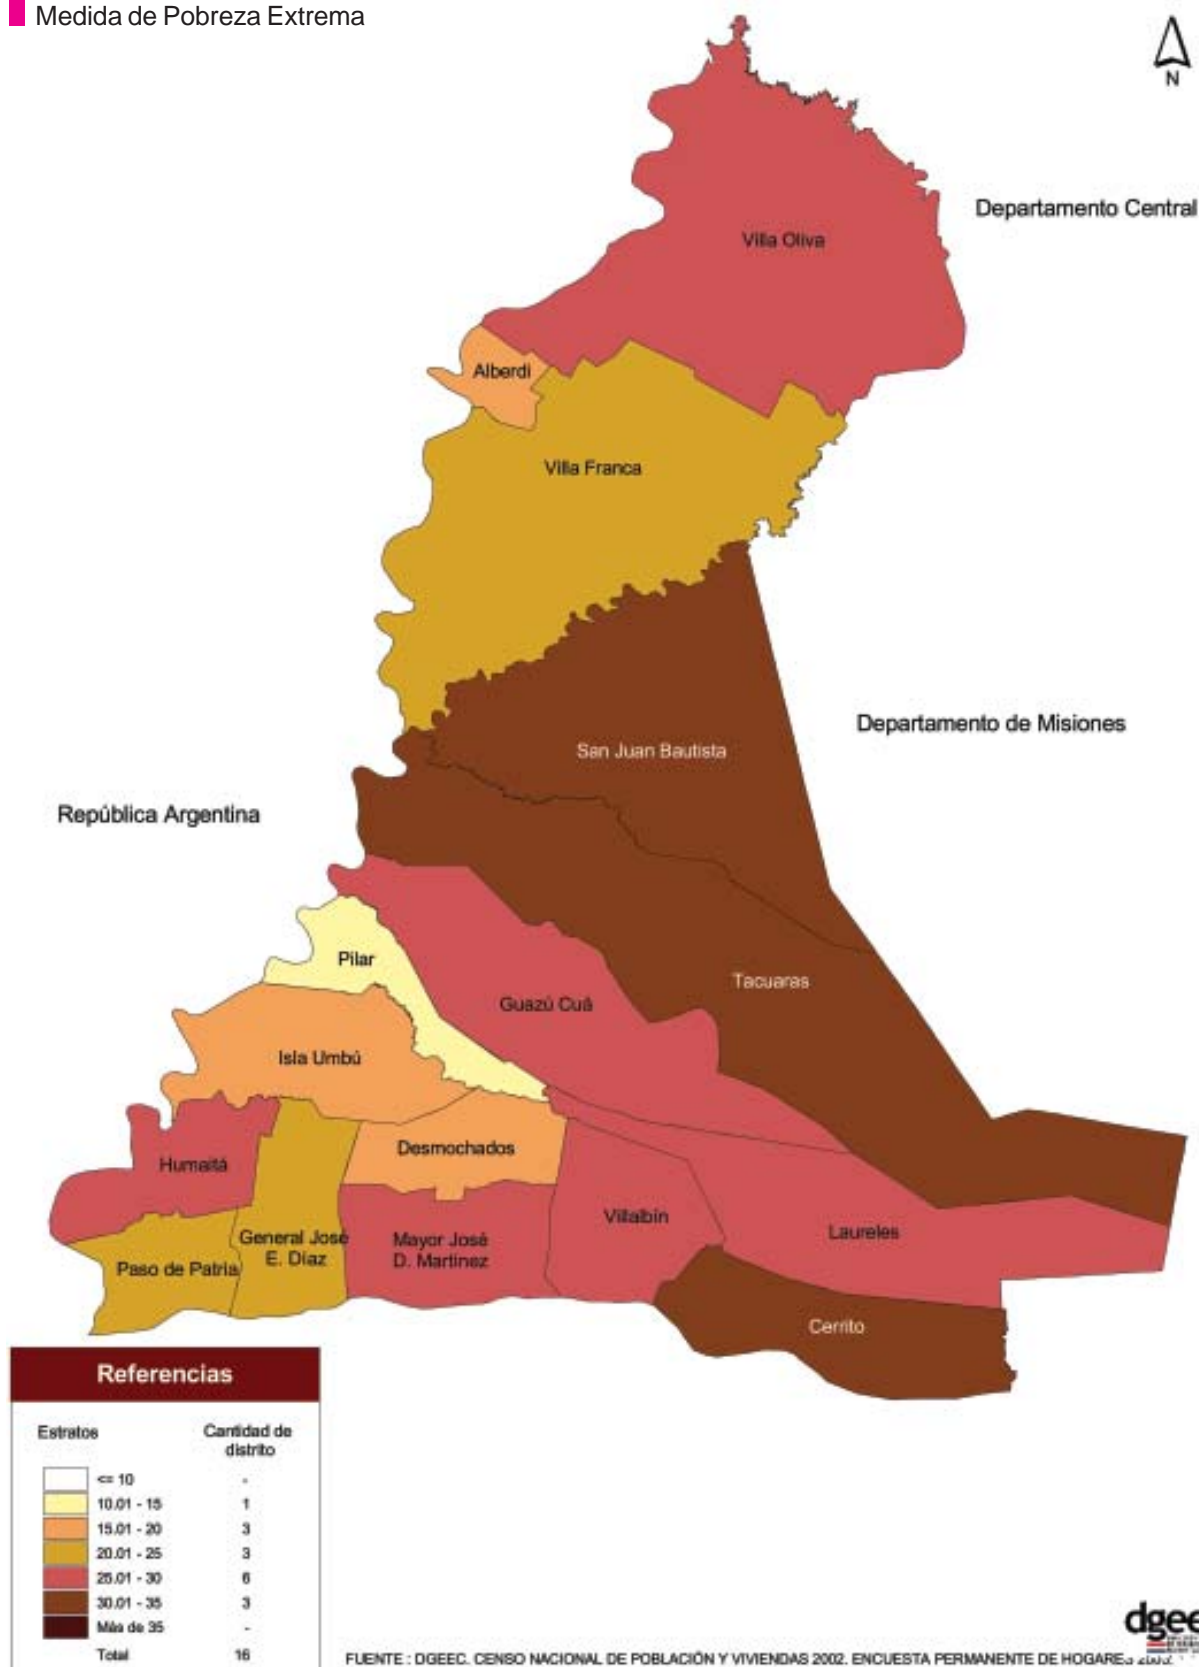 Medida de Pobreza Extrema
N
Departamento Central
Villa Oliva
Alberdi
Villa Franca
Departamento de Misiones
San Juan Bautista
República Argentina
Pilar
Tacuaras
Guazú Cuá
Isla Umbú
Desmochados
Humaitá
Villalbín
Laureles
General José
E. Díaz
Mayor José
D. Martinez
Paso de Patria
Cerrito
Referencias
Estratos
Cantidad de
distrito
<= 10 -
10.01 - 15 1
15.01 - 20 3
20.01 - 25 3
25.01 - 30 6
30.01 - 35 3
Más de 35 -
Total 16
dgee
FUENTE : DGEEC. CENSO NACIONAL DE POBLACIÓN Y VIVIENDAS 2002. ENCUESTA PERMANENTE DE HOGARES